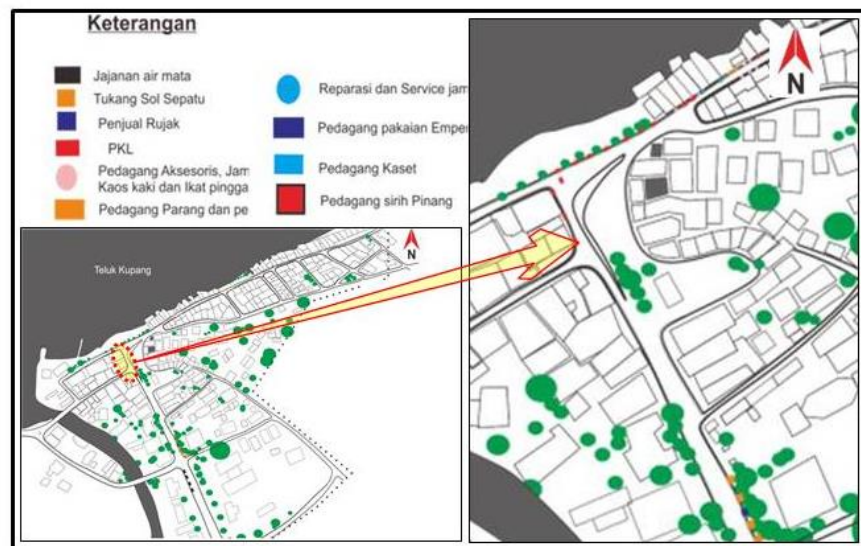 Keterangan
Jajanan air mata
Tukang Sol Sepatu
Penjual Rujak
PKL
Pedagang Aksesoris, Jam
Kaos kaki dan Ikat pingga
Pedagang Parang dan pe
Reparasi dan Service jam
Pedagang pakaian Empe
Pedagang Kaset
Pedagang sirih Pinang
N
Teluk Kupang
N